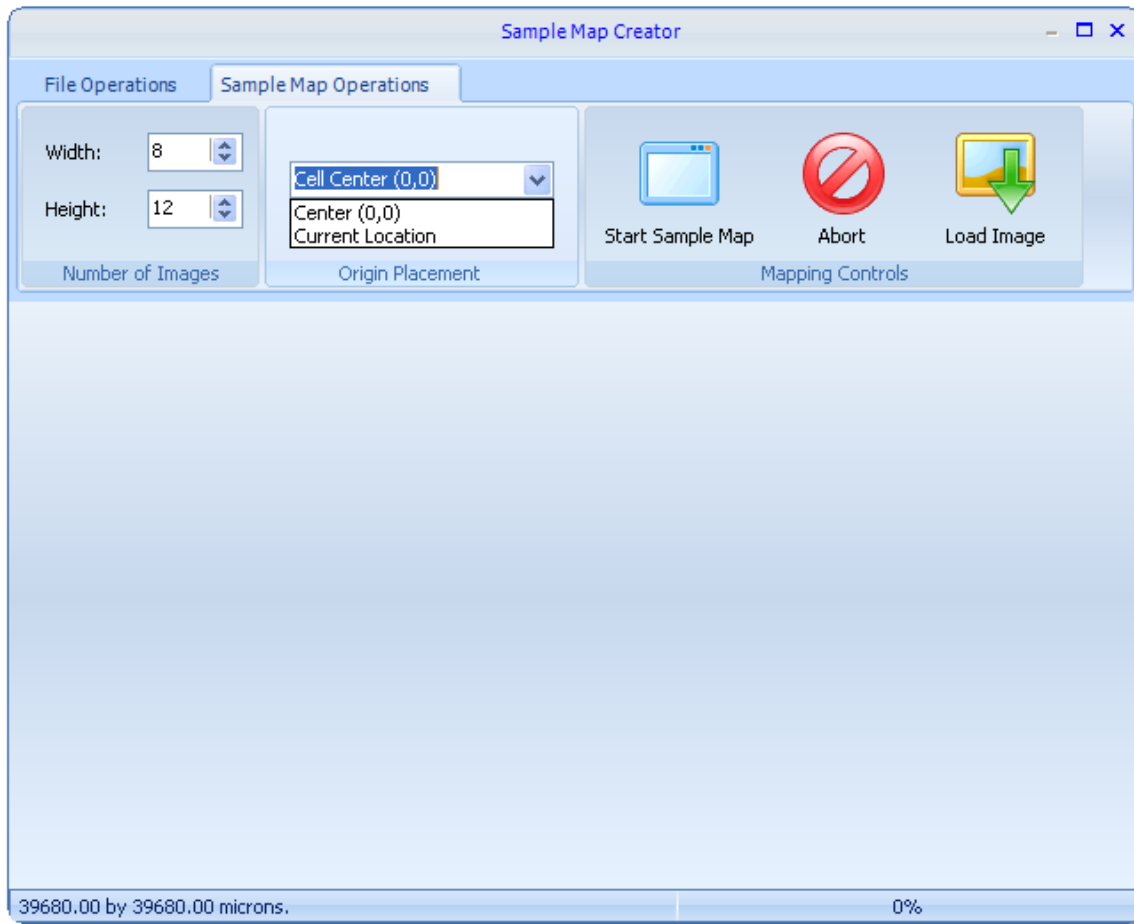 Sample Map Creator
File Operations
Sample Map Operations
Width:
8
Height:
12
Number of Images
Cell Center (0,0)
Center (0,0)
Current Location
Origin Placement
Start Sample Map
Abort
Load Image
Mapping Controls
39680.00 by 39680.00 microns.
0%